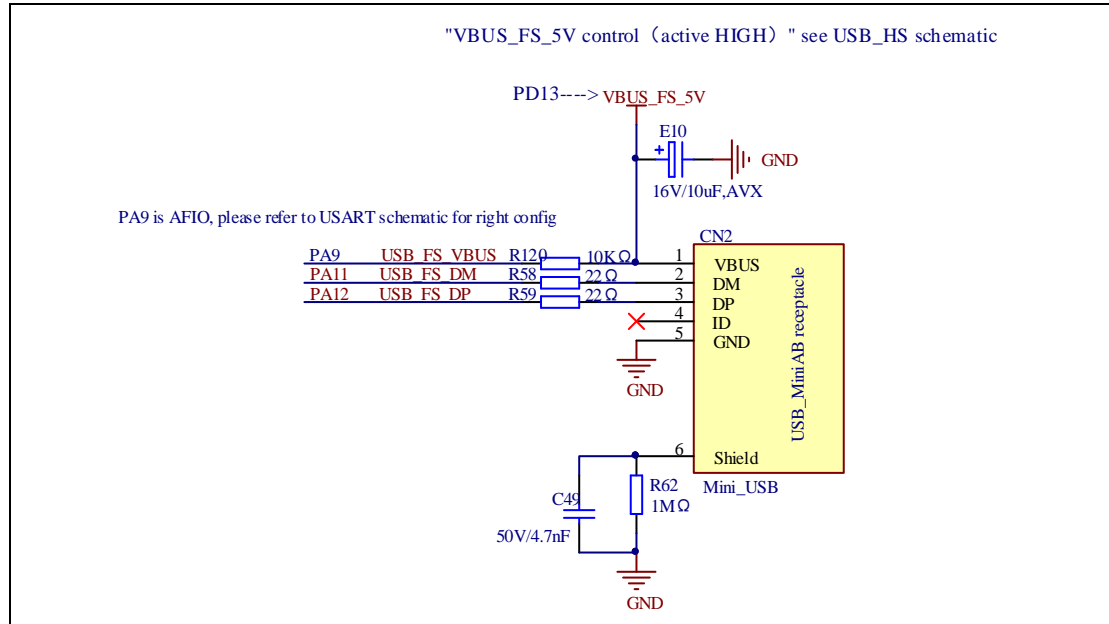 "VBUS_FS_5V control（active HIGH）" see USB_HS schematic
PD13----> VBUS_FS_5V
E10
+
GND
16V/10uF,AVX
PA9 is AFIO, please refer to USART schematic for right config
CN2
PA9 USB_FS_VBUS R120 10KΩ 1 VBUS
PA11 USB_FS_DM R58 22Ω 2 DM
PA12 USB_FS_DP R59 22Ω 3 DP
4 ID
5 GND
USB_MiniAB receptacle
GND
6 Shield
Mini_USB
C49
R62
1MΩ
50V/4.7nF
GND